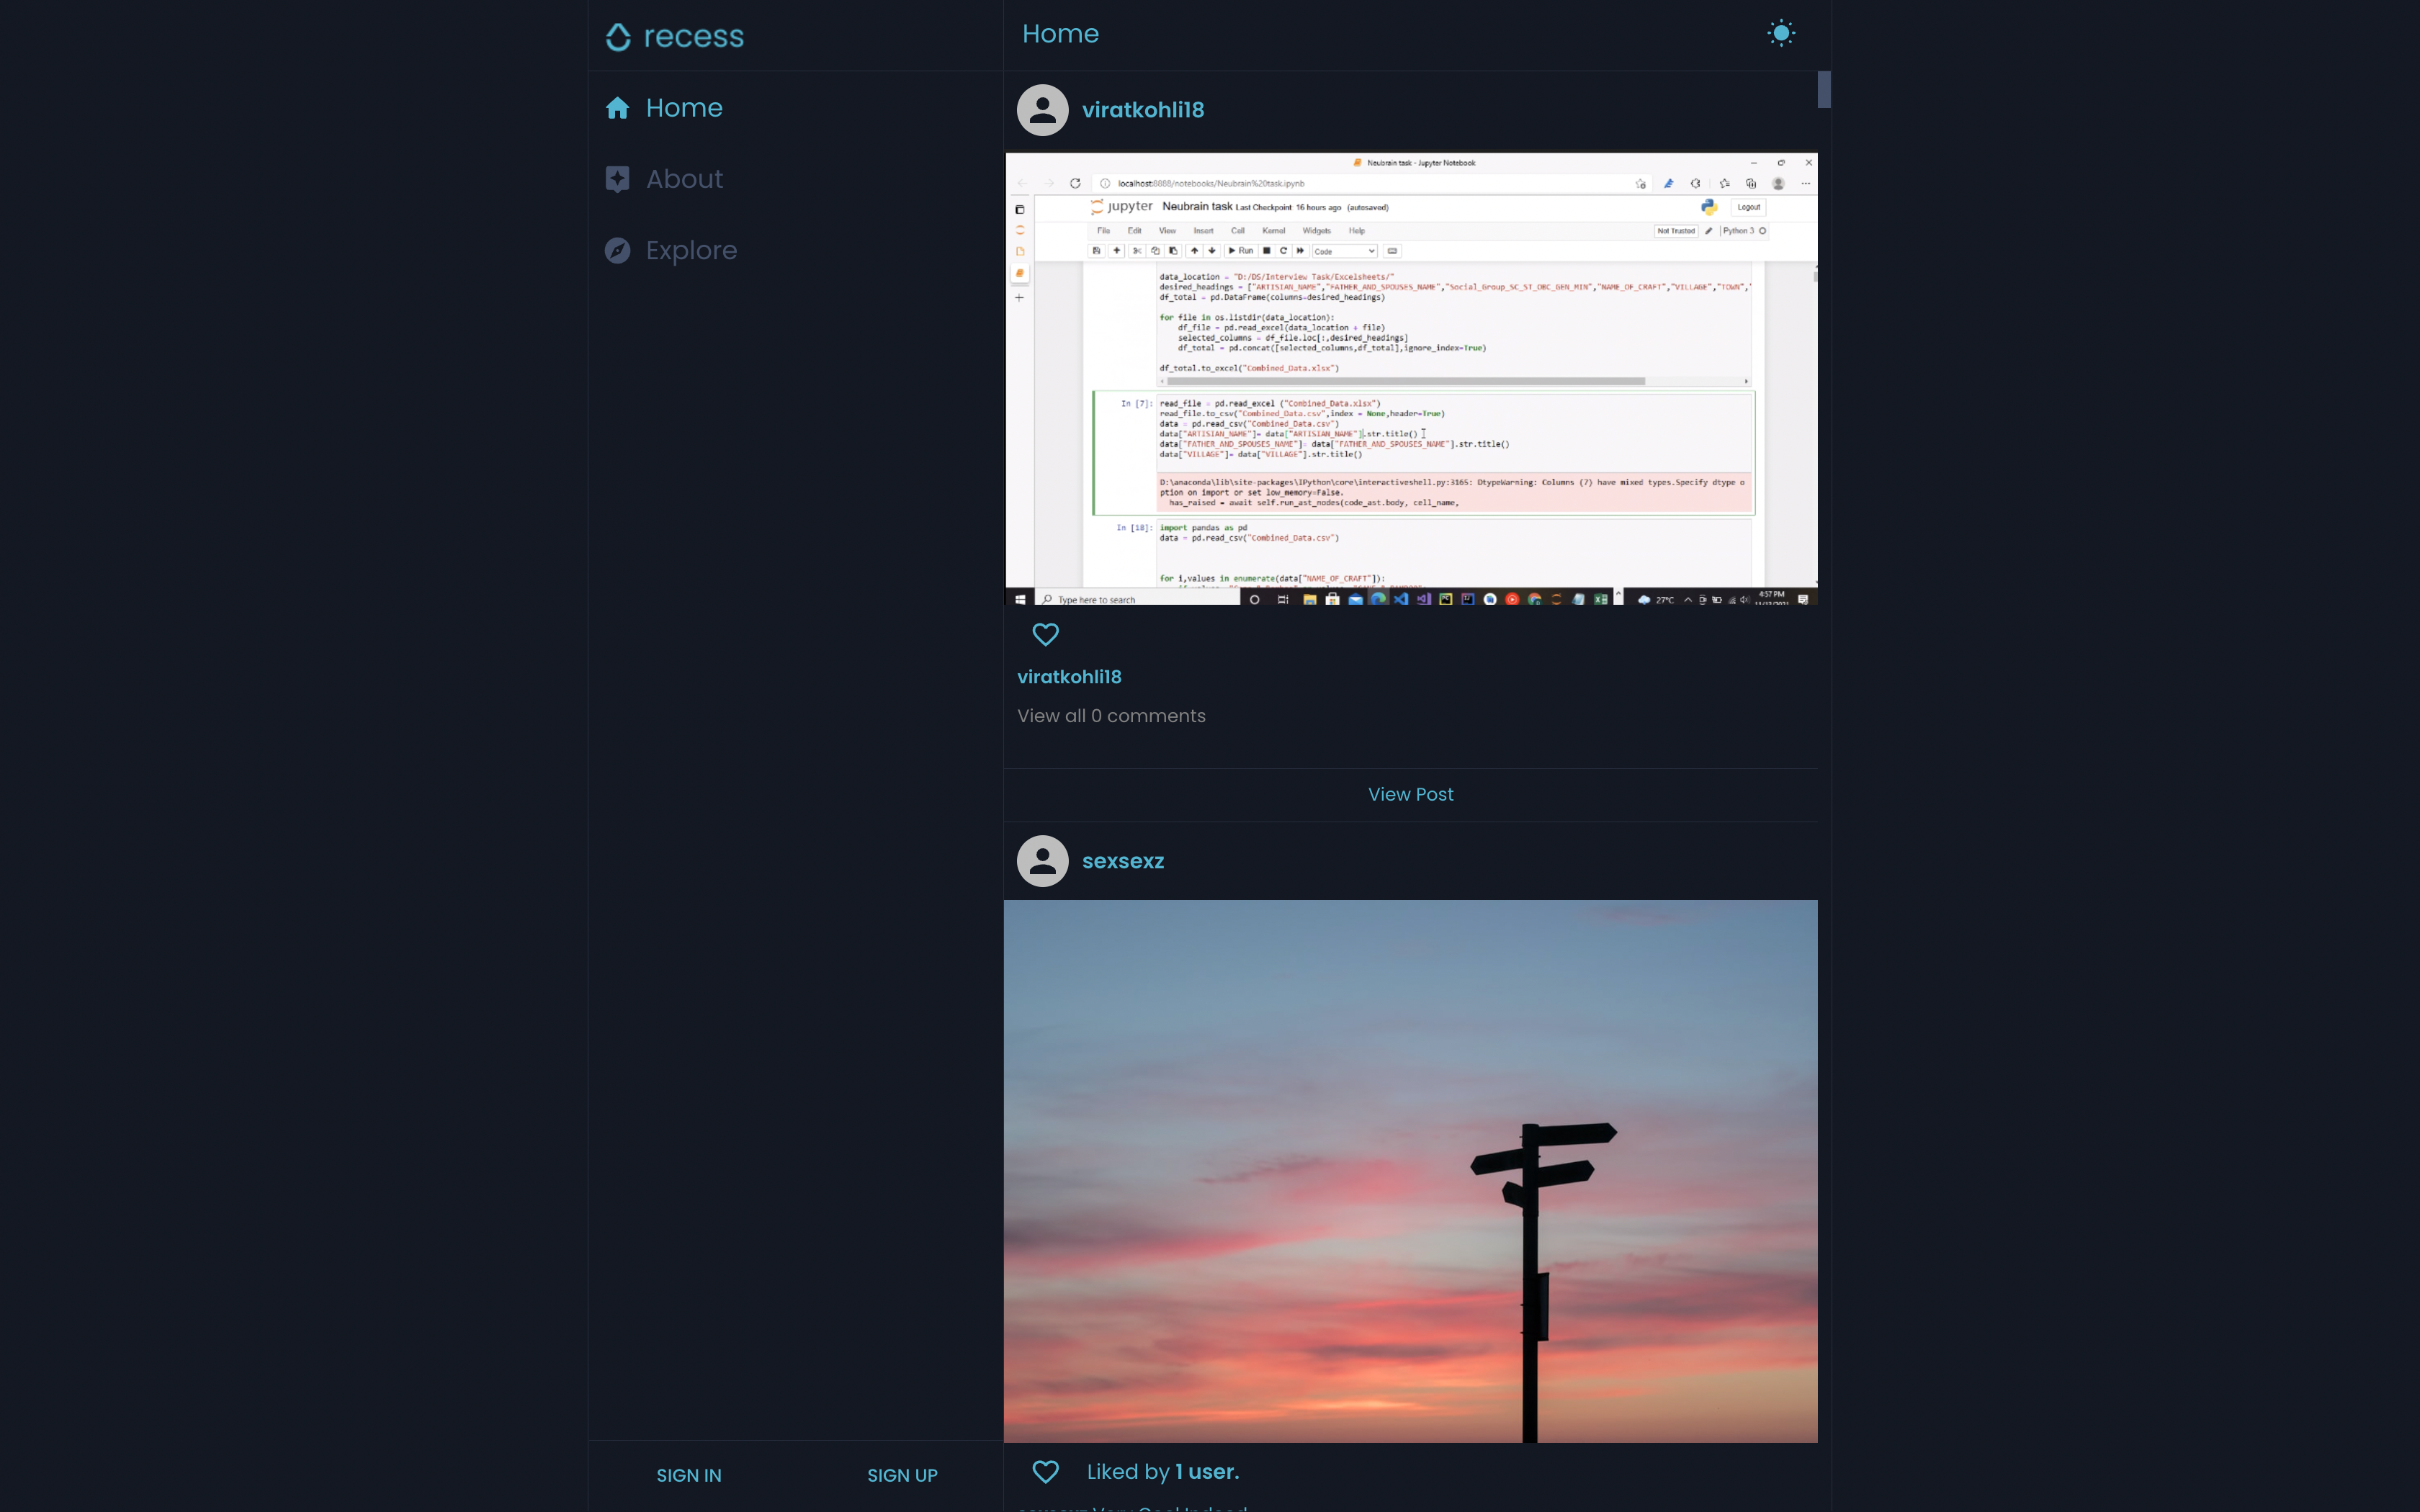 recess
Home
About
Explore
SIGN IN
SIGN UP
Home
viratkohli18
Neubrain task - Jupyter Notebook
localhost:8888/notebooks/Neubrain%20task.ipynb
jupyter Neubrain task Last Checkpoint 16 hours ago (autosaved)
Logout
File Edit View Insert Cell Kernel Widgets Help
Not Trusted
Python 3
Run
Code
data_location = "D:/DS/Interview Task/Excelsheets/"
desired_headings = ["ARTISIAN_NAME","FATHER_AND_SPOUSES_NAME","Social_Group_SC_ST_OBC_GEN_MIN","NAME_OF_CRAFT","VILLAGE","TOWN",
df_total = pd.DataFrame(columns=desired_headings)
for file in os.listdir(data_location):
df_file = pd.read_excel(data_location + file)
selected_columns = df_file.loc[:,desired_headings]
df_total = pd.concat([selected_columns,df_total],ignore_index=True)
df_total.to_excel("Combined_Data.xlsx")
In [7]:
read_file = pd.read_excel ("Combined_Data.xlsx")
read_file.to_csv("Combined_Data.csv",index = None,header=True)
data = pd.read_csv("Combined_Data.csv")
data["ARTISIAN_NAME"]= data["ARTISIAN_NAME"].str.title()
data["FATHER_AND_SPOUSES_NAME"]= data["FATHER_AND_SPOUSES_NAME"].str.title()
data["VILLAGE"]= data["VILLAGE"].str.title()
D:\anaconda\lib\site-packages\IPython\core\interactiveshell.py:3165: DtypeWarning: Columns (7) have mixed types.Specify dtype o
ption on import or set low_memory=False.
has_raised = await self.run_ast_nodes(code_ast.body, cell_name,
In [18]:
import pandas as pd
data = pd.read_csv("Combined_Data.csv")
for i,values in enumerate(data["NAME_OF_CRAFT"]):
Type here to search
27°C
4:57 PM
viratkohli18
View all 0 comments
View Post
sexsexz
Liked by 1 user.